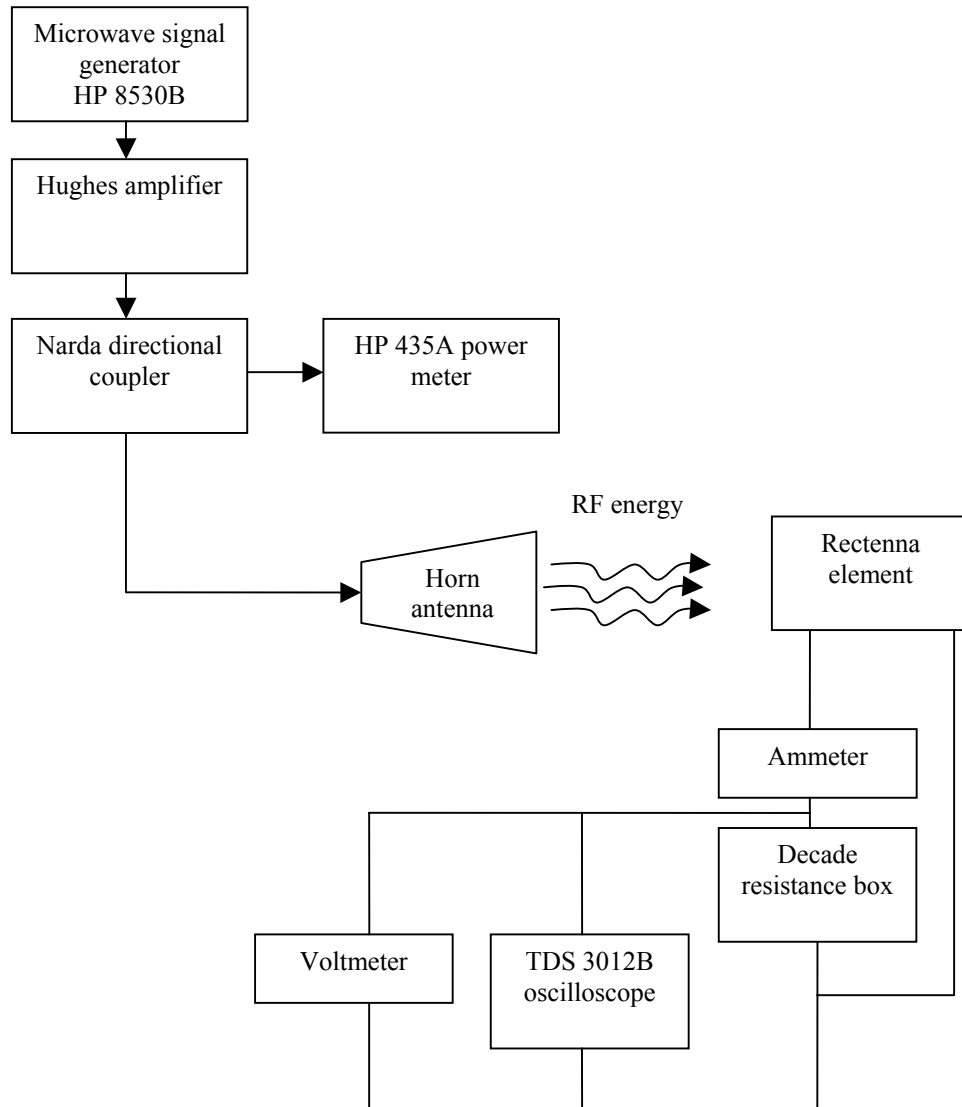 Microwave signal
generator
HP 8530B
Hughes amplifier
Narda directional
coupler
HP 435A power
meter
RF energy
Horn
antenna
Rectenna
element
Ammeter
Decade
resistance box
Voltmeter
TDS 3012B
oscilloscope